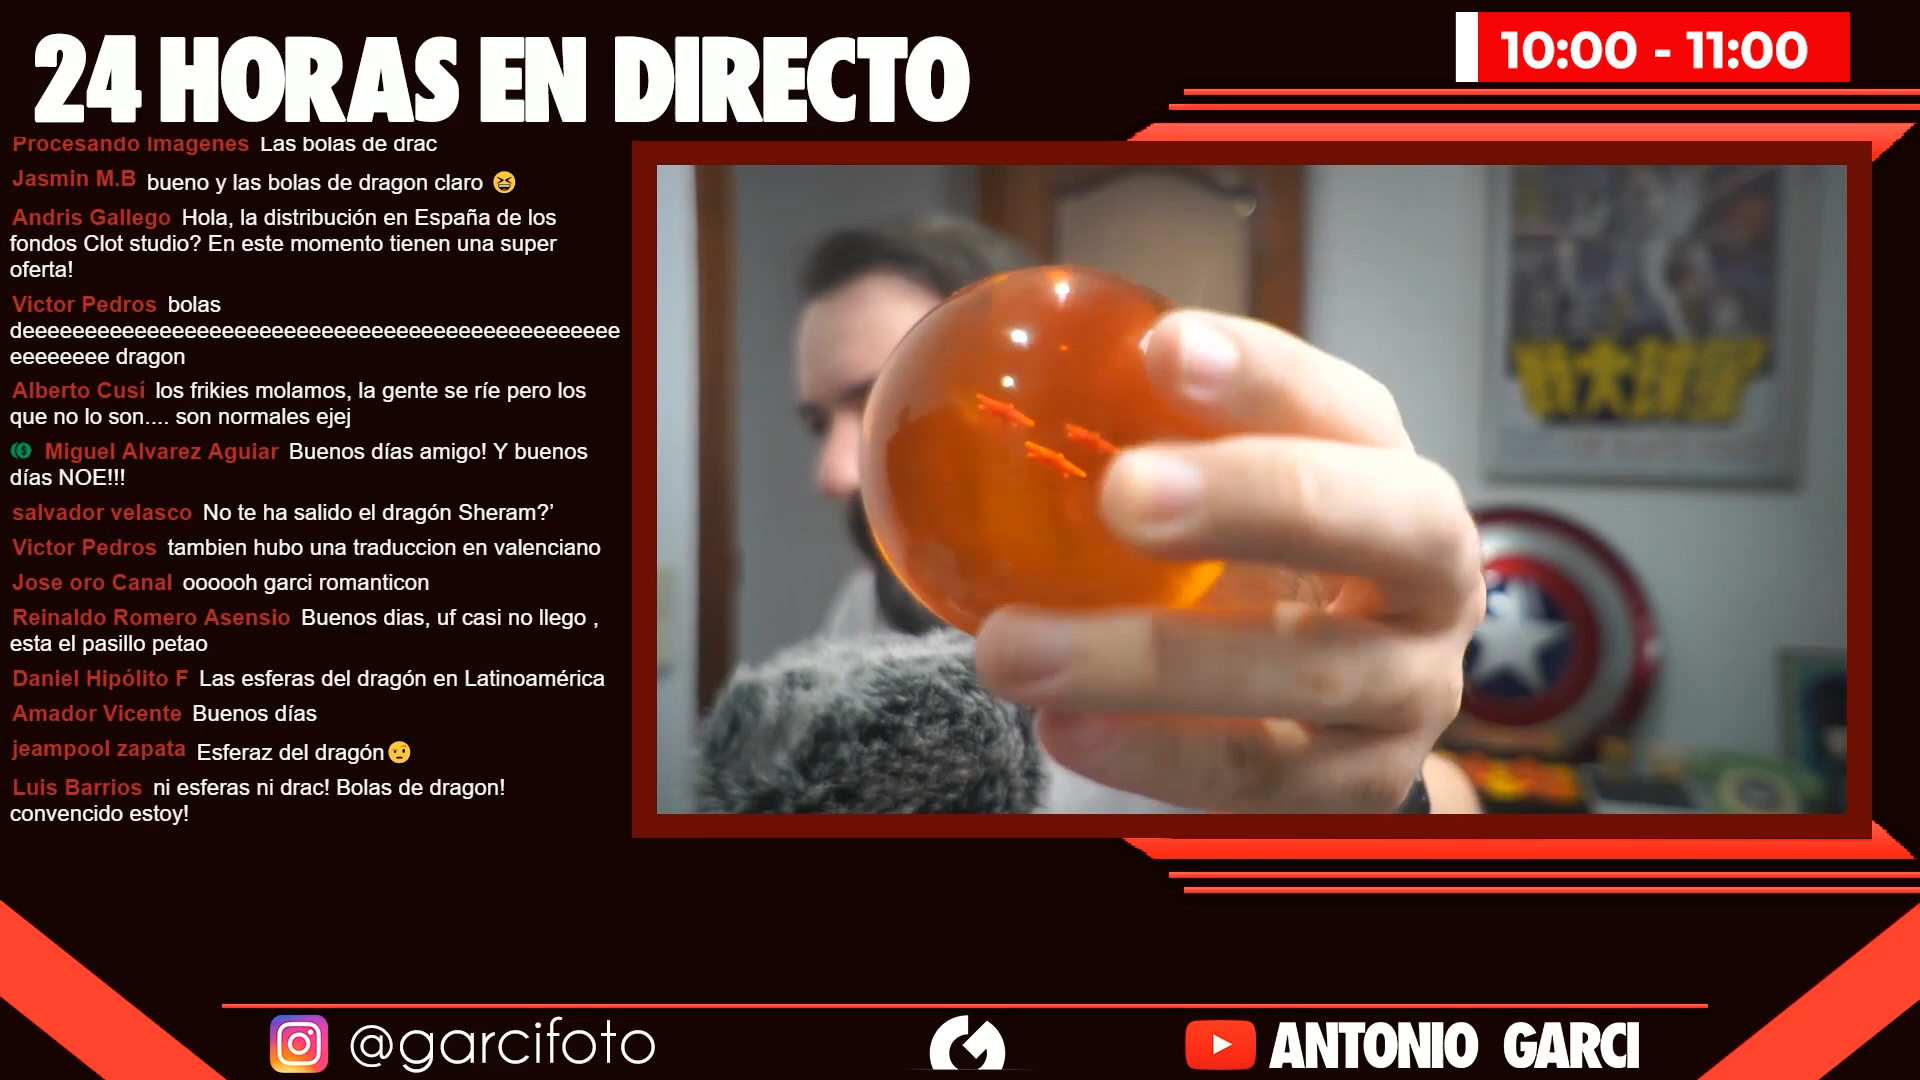 24 HORAS EN DIRECTO
10:00 - 11:00
Procesando Imagenes Las bolas de drac
Jasmin M.B bueno y las bolas de dragon claro 😆
Andris Gallego Hola, la distribución en España de los
fondos Clot studio? En este momento tienen una super
oferta!
Victor Pedros bolas
deeeeeeeeeeeeeeeeeeeeeeeeeeeeeeeeeeeeeeeeeeeeeeee
eeeeeeee dragon
Alberto Cusí los frikies molamos, la gente se ríe pero los
que no lo son.... son normales ejej
Miguel Alvarez Aguiar Buenos días amigo! Y buenos
días NOE!!!
salvador velasco No te ha salido el dragón Sheram?’
Victor Pedros tambien hubo una traduccion en valenciano
Jose oro Canal oooooh garci romanticon
Reinaldo Romero Asensio Buenos dias, uf casi no llego ,
esta el pasillo petao
Daniel Hipólito F Las esferas del dragón en Latinoamérica
Amador Vicente Buenos días
jeampool zapata Esferaz del dragón🤨
Luis Barrios ni esferas ni drac! Bolas de dragon!
convencido estoy!
@garcifoto
ANTONIO GARCI